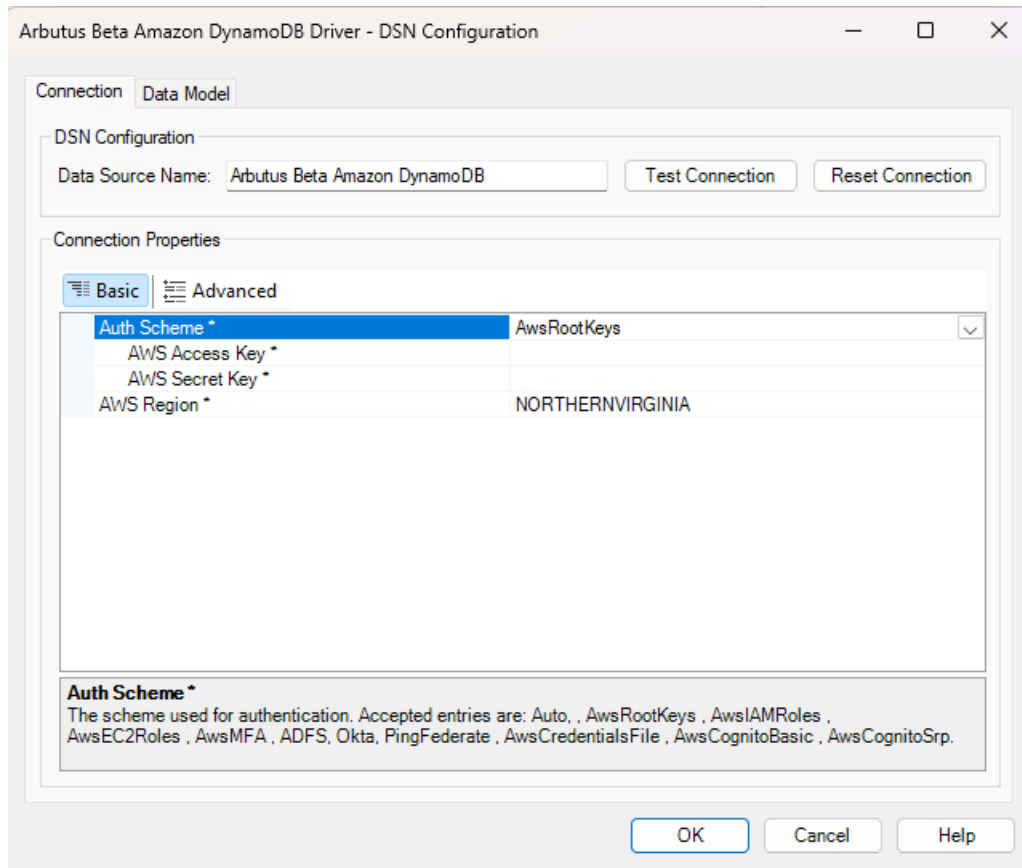 Arbutus Beta Amazon DynamoDB Driver - DSN Configuration
Connection Data Model
DSN Configuration
Data Source Name: Arbutus Beta Amazon DynamoDB Test Connection Reset Connection
Connection Properties
Basic Advanced
Auth Scheme * AwsRootKeys
AWS Access Key *
AWS Secret Key *
AWS Region * NORTHERNVIRGINIA
Auth Scheme *
The scheme used for authentication. Accepted entries are: Auto, , AwsRootKeys , AwsIAMRoles ,
AwsEC2Roles , AwsMFA , ADFS, Okta, PingFederate , AwsCredentialsFile , AwsCognitoBasic , AwsCognitoSrp.
OK Cancel Help